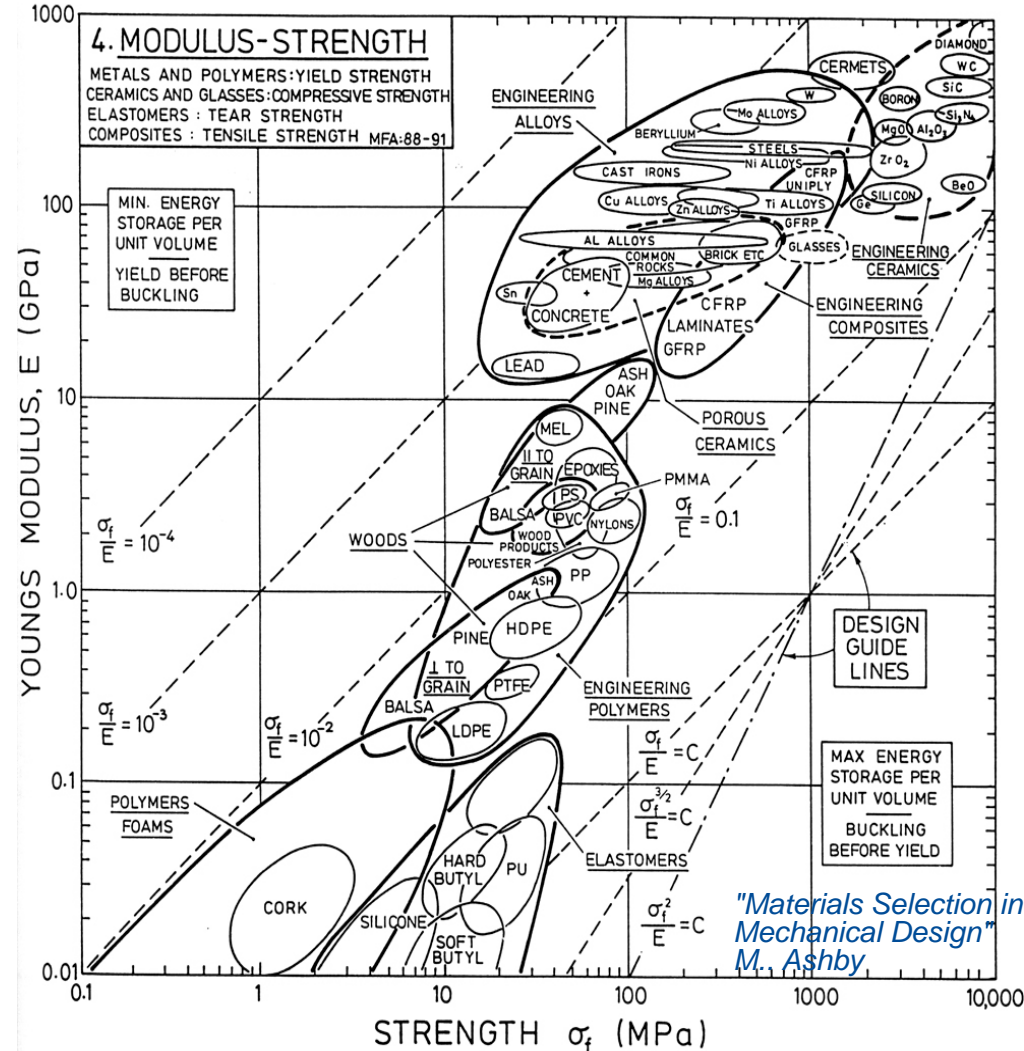 4. MODULUS-STRENGTH
METALS AND POLYMERS:YIELD STRENGTH
CERAMICS AND GLASSES:COMPRESSIVE STRENGTH
ELASTOMERS : TEAR STRENGTH
COMPOSITES : TENSILE STRENGTH MFA:88-91
MIN. ENERGY
STORAGE PER
UNIT VOLUME
YIELD BEFORE
BUCKLING
YOUNGS MODULUS, E (GPa)
1000
100
10
1.0
0.1
0.01
ENGINEERING
ALLOYS
CERMETS
DIAMOND
WC
SiC
BORON
Si₃N₄
W
Mo ALLOYS
BERYLLIUM
MgO
Al₂O₃
STEELS
Ni ALLOYS
ZrO₂
CAST IRONS
CFRP
UNIPLY
BeO
SILICON
Ge
Cu ALLOYS
Zn ALLOYS
Ti ALLOYS
GFRP
AL ALLOYS
BRICK ETC
GLASSES
ENGINEERING
CERAMICS
COMMON
ROCKS
Mg ALLOYS
CEMENT
+
CONCRETE
Sn
CFRP
LAMINATES
GFRP
ENGINEERING
COMPOSITES
LEAD
ASH
OAK
PINE
POROUS
CERAMICS
MEL
II TO
GRAIN
EPOXIES
PS
PMMA
BALSA
PVC
NYLONS
σf/E = 0.1
σf/E = 10⁻⁴
WOODS
WOOD
PRODUCTS
POLYESTER
PP
ASH
OAK
HDPE
PINE
DESIGN
GUIDE
LINES
⊥ TO
GRAIN
PTFE
BALSA
LDPE
ENGINEERING
POLYMERS
σf/E = 10⁻³
σf/E = 10⁻²
σf/E = C
σf^3/2/E = C
σf²/E = C
MAX ENERGY
STORAGE PER
UNIT VOLUME
BUCKLING
BEFORE YIELD
POLYMERS
FOAMS
ELASTOMERS
HARD
BUTYL
PU
CORK
SILICONE
SOFT
BUTYL
"Materials Selection in
Mechanical Design"
M.. Ashby
0.1
1
10
100
1000
10,000
STRENGTH σf (MPa)